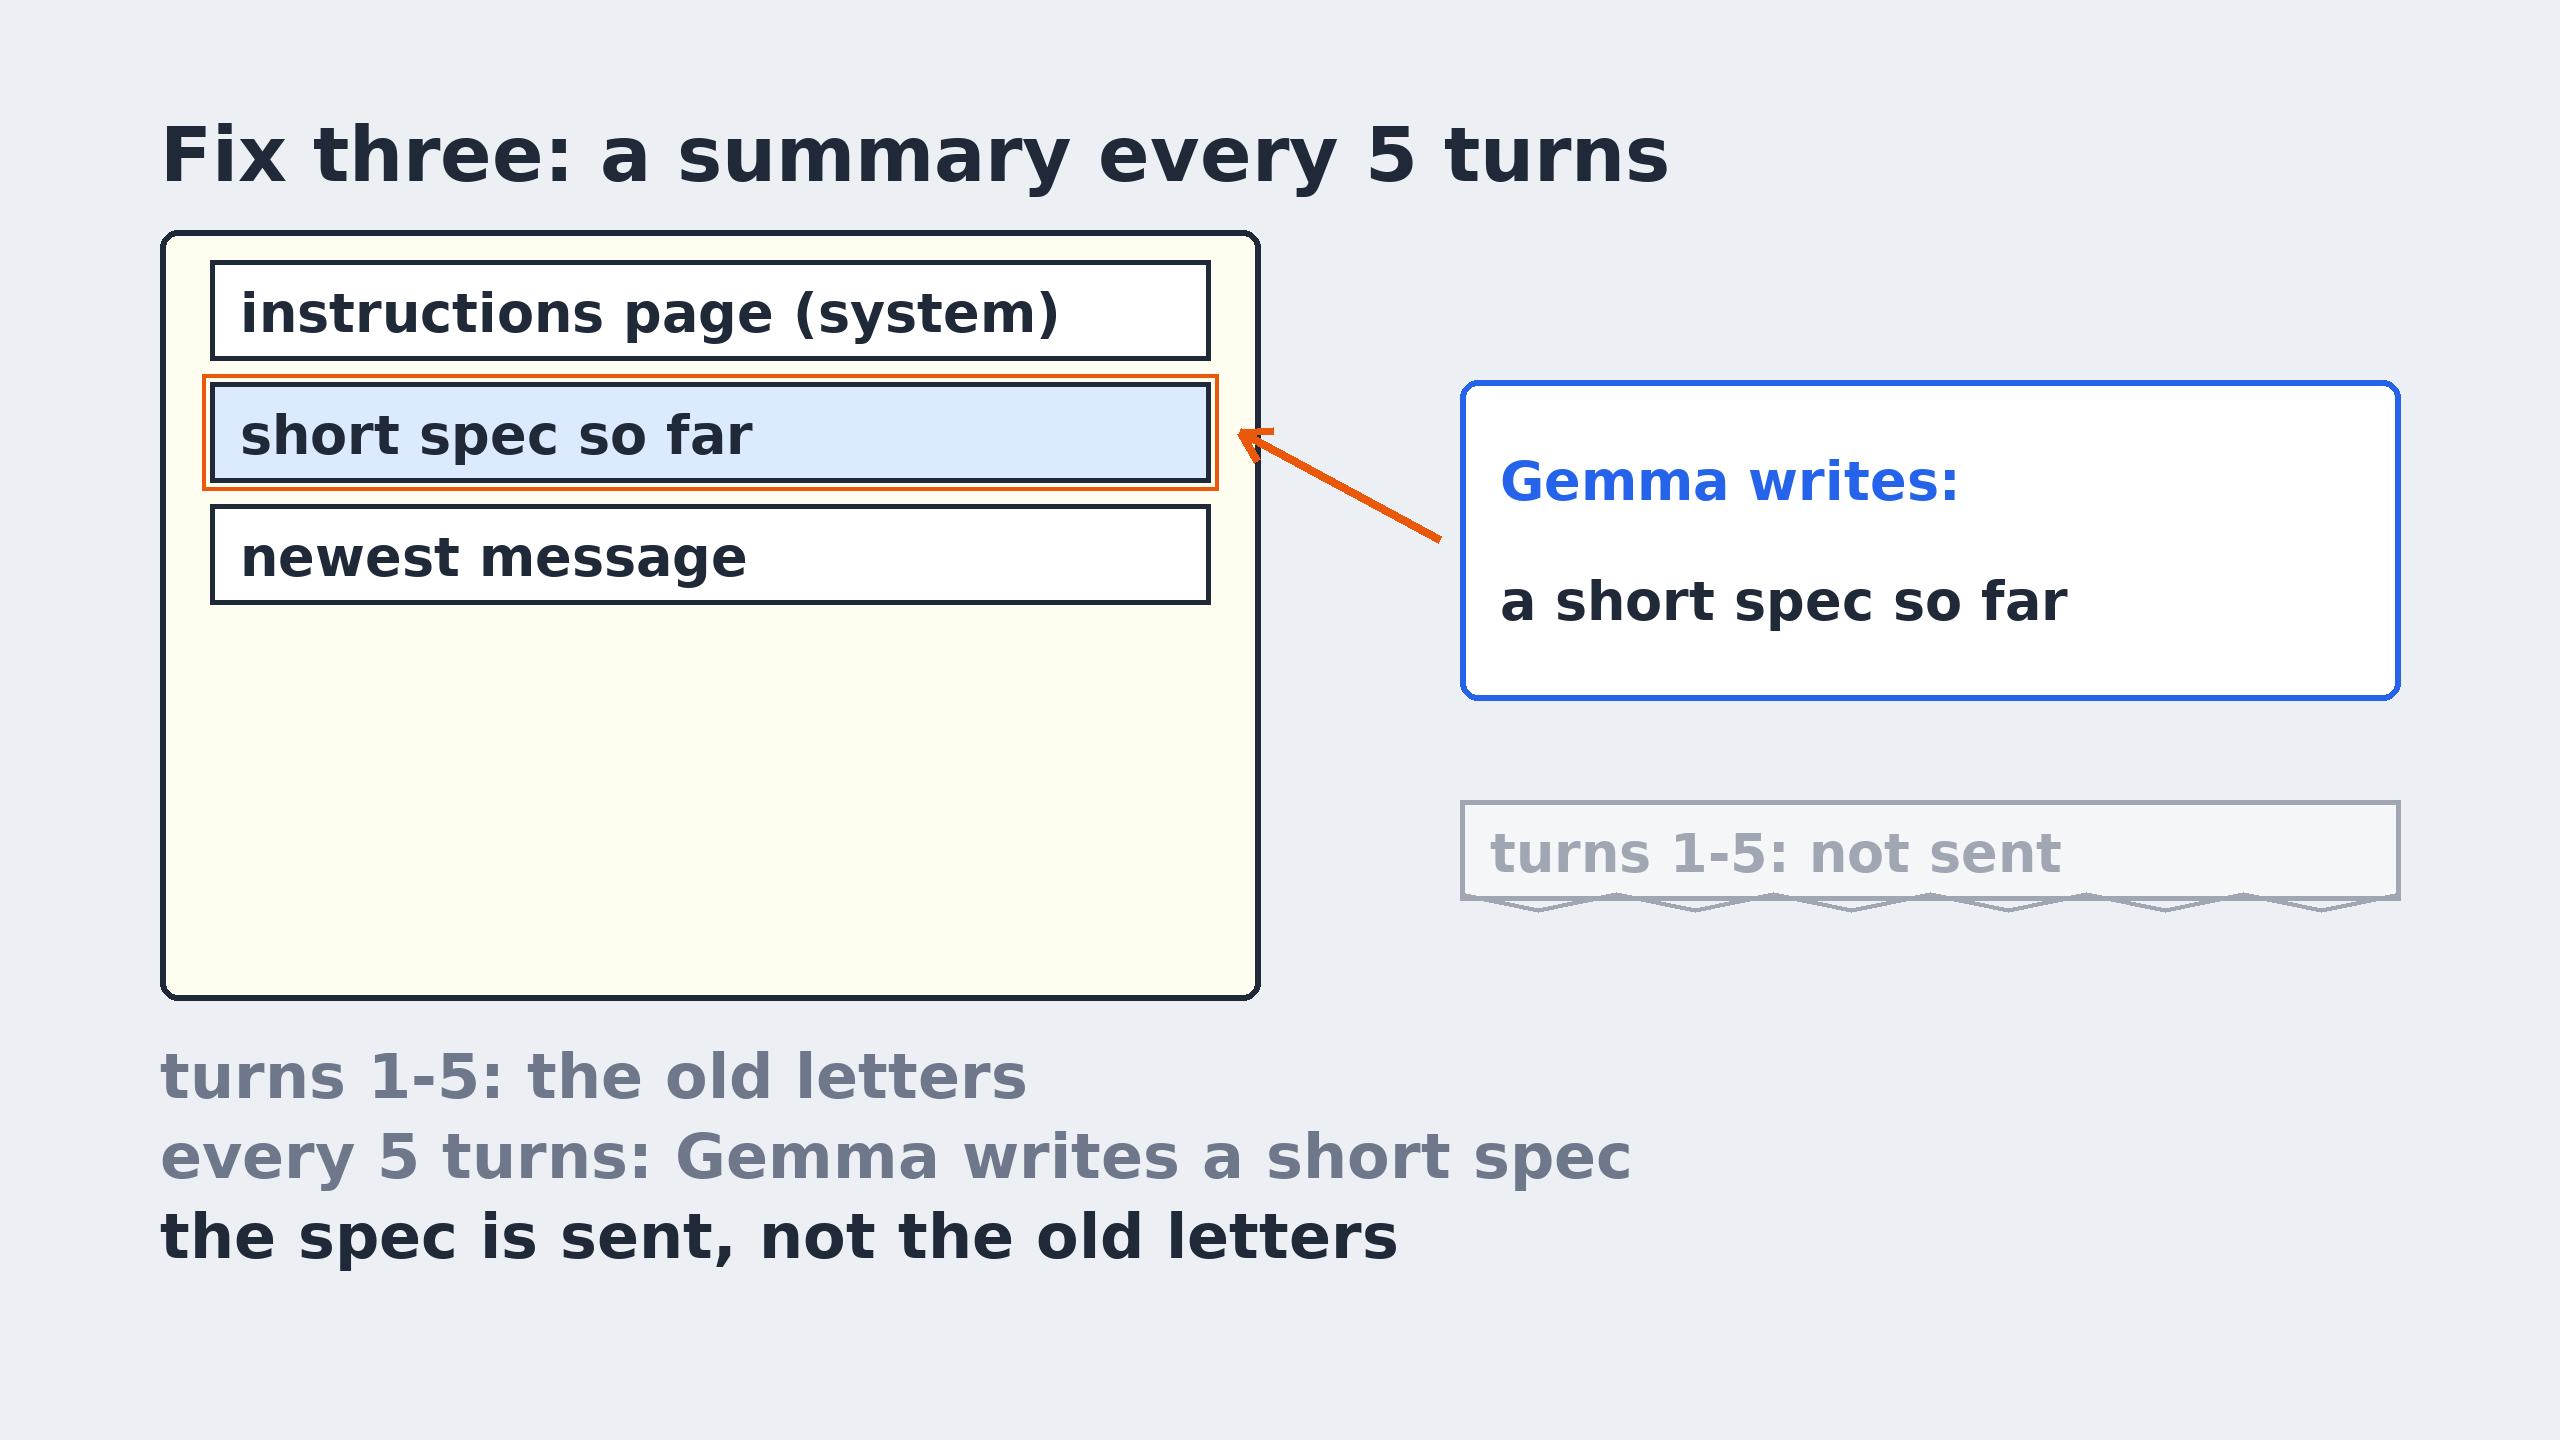 Fix three: a summary every 5 turns
instructions page (system)
short spec so far
newest message
Gemma writes:
a short spec so far
turns 1-5: not sent
turns 1-5: the old letters
every 5 turns: Gemma writes a short spec
the spec is sent, not the old letters